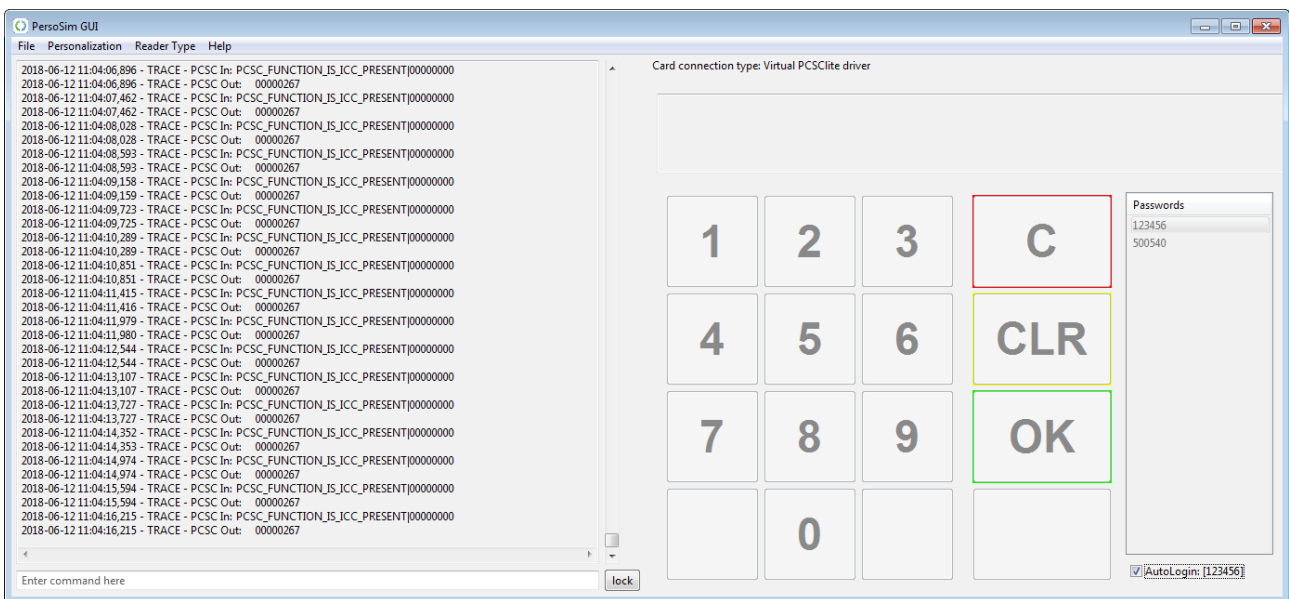 PersoSim GUI
File Personalization Reader Type Help
2018-06-12 11:04:06,896 - TRACE - PCSC In: PCSC_FUNCTION_IS_ICC_PRESENT|00000000
2018-06-12 11:04:06,896 - TRACE - PCSC Out: 00000267
2018-06-12 11:04:07,462 - TRACE - PCSC In: PCSC_FUNCTION_IS_ICC_PRESENT|00000000
2018-06-12 11:04:07,462 - TRACE - PCSC Out: 00000267
2018-06-12 11:04:08,028 - TRACE - PCSC In: PCSC_FUNCTION_IS_ICC_PRESENT|00000000
2018-06-12 11:04:08,028 - TRACE - PCSC Out: 00000267
2018-06-12 11:04:08,593 - TRACE - PCSC In: PCSC_FUNCTION_IS_ICC_PRESENT|00000000
2018-06-12 11:04:08,593 - TRACE - PCSC Out: 00000267
2018-06-12 11:04:09,158 - TRACE - PCSC In: PCSC_FUNCTION_IS_ICC_PRESENT|00000000
2018-06-12 11:04:09,159 - TRACE - PCSC Out: 00000267
2018-06-12 11:04:09,723 - TRACE - PCSC In: PCSC_FUNCTION_IS_ICC_PRESENT|00000000
2018-06-12 11:04:09,725 - TRACE - PCSC Out: 00000267
2018-06-12 11:04:10,289 - TRACE - PCSC In: PCSC_FUNCTION_IS_ICC_PRESENT|00000000
2018-06-12 11:04:10,289 - TRACE - PCSC Out: 00000267
2018-06-12 11:04:10,851 - TRACE - PCSC In: PCSC_FUNCTION_IS_ICC_PRESENT|00000000
2018-06-12 11:04:10,851 - TRACE - PCSC Out: 00000267
2018-06-12 11:04:11,415 - TRACE - PCSC In: PCSC_FUNCTION_IS_ICC_PRESENT|00000000
2018-06-12 11:04:11,416 - TRACE - PCSC Out: 00000267
2018-06-12 11:04:11,979 - TRACE - PCSC In: PCSC_FUNCTION_IS_ICC_PRESENT|00000000
2018-06-12 11:04:11,980 - TRACE - PCSC Out: 00000267
2018-06-12 11:04:12,544 - TRACE - PCSC In: PCSC_FUNCTION_IS_ICC_PRESENT|00000000
2018-06-12 11:04:12,544 - TRACE - PCSC Out: 00000267
2018-06-12 11:04:13,107 - TRACE - PCSC In: PCSC_FUNCTION_IS_ICC_PRESENT|00000000
2018-06-12 11:04:13,107 - TRACE - PCSC Out: 00000267
2018-06-12 11:04:13,727 - TRACE - PCSC In: PCSC_FUNCTION_IS_ICC_PRESENT|00000000
2018-06-12 11:04:13,727 - TRACE - PCSC Out: 00000267
2018-06-12 11:04:14,352 - TRACE - PCSC In: PCSC_FUNCTION_IS_ICC_PRESENT|00000000
2018-06-12 11:04:14,353 - TRACE - PCSC Out: 00000267
2018-06-12 11:04:14,974 - TRACE - PCSC In: PCSC_FUNCTION_IS_ICC_PRESENT|00000000
2018-06-12 11:04:14,974 - TRACE - PCSC Out: 00000267
2018-06-12 11:04:15,594 - TRACE - PCSC In: PCSC_FUNCTION_IS_ICC_PRESENT|00000000
2018-06-12 11:04:15,594 - TRACE - PCSC Out: 00000267
2018-06-12 11:04:16,215 - TRACE - PCSC In: PCSC_FUNCTION_IS_ICC_PRESENT|00000000
2018-06-12 11:04:16,215 - TRACE - PCSC Out: 00000267
Enter command here
lock
Card connection type: Virtual PCSClite driver
1 2 3 C
4 5 6 CLR
7 8 9 OK
0
Passwords
123456
500540
AutoLogin: [123456]